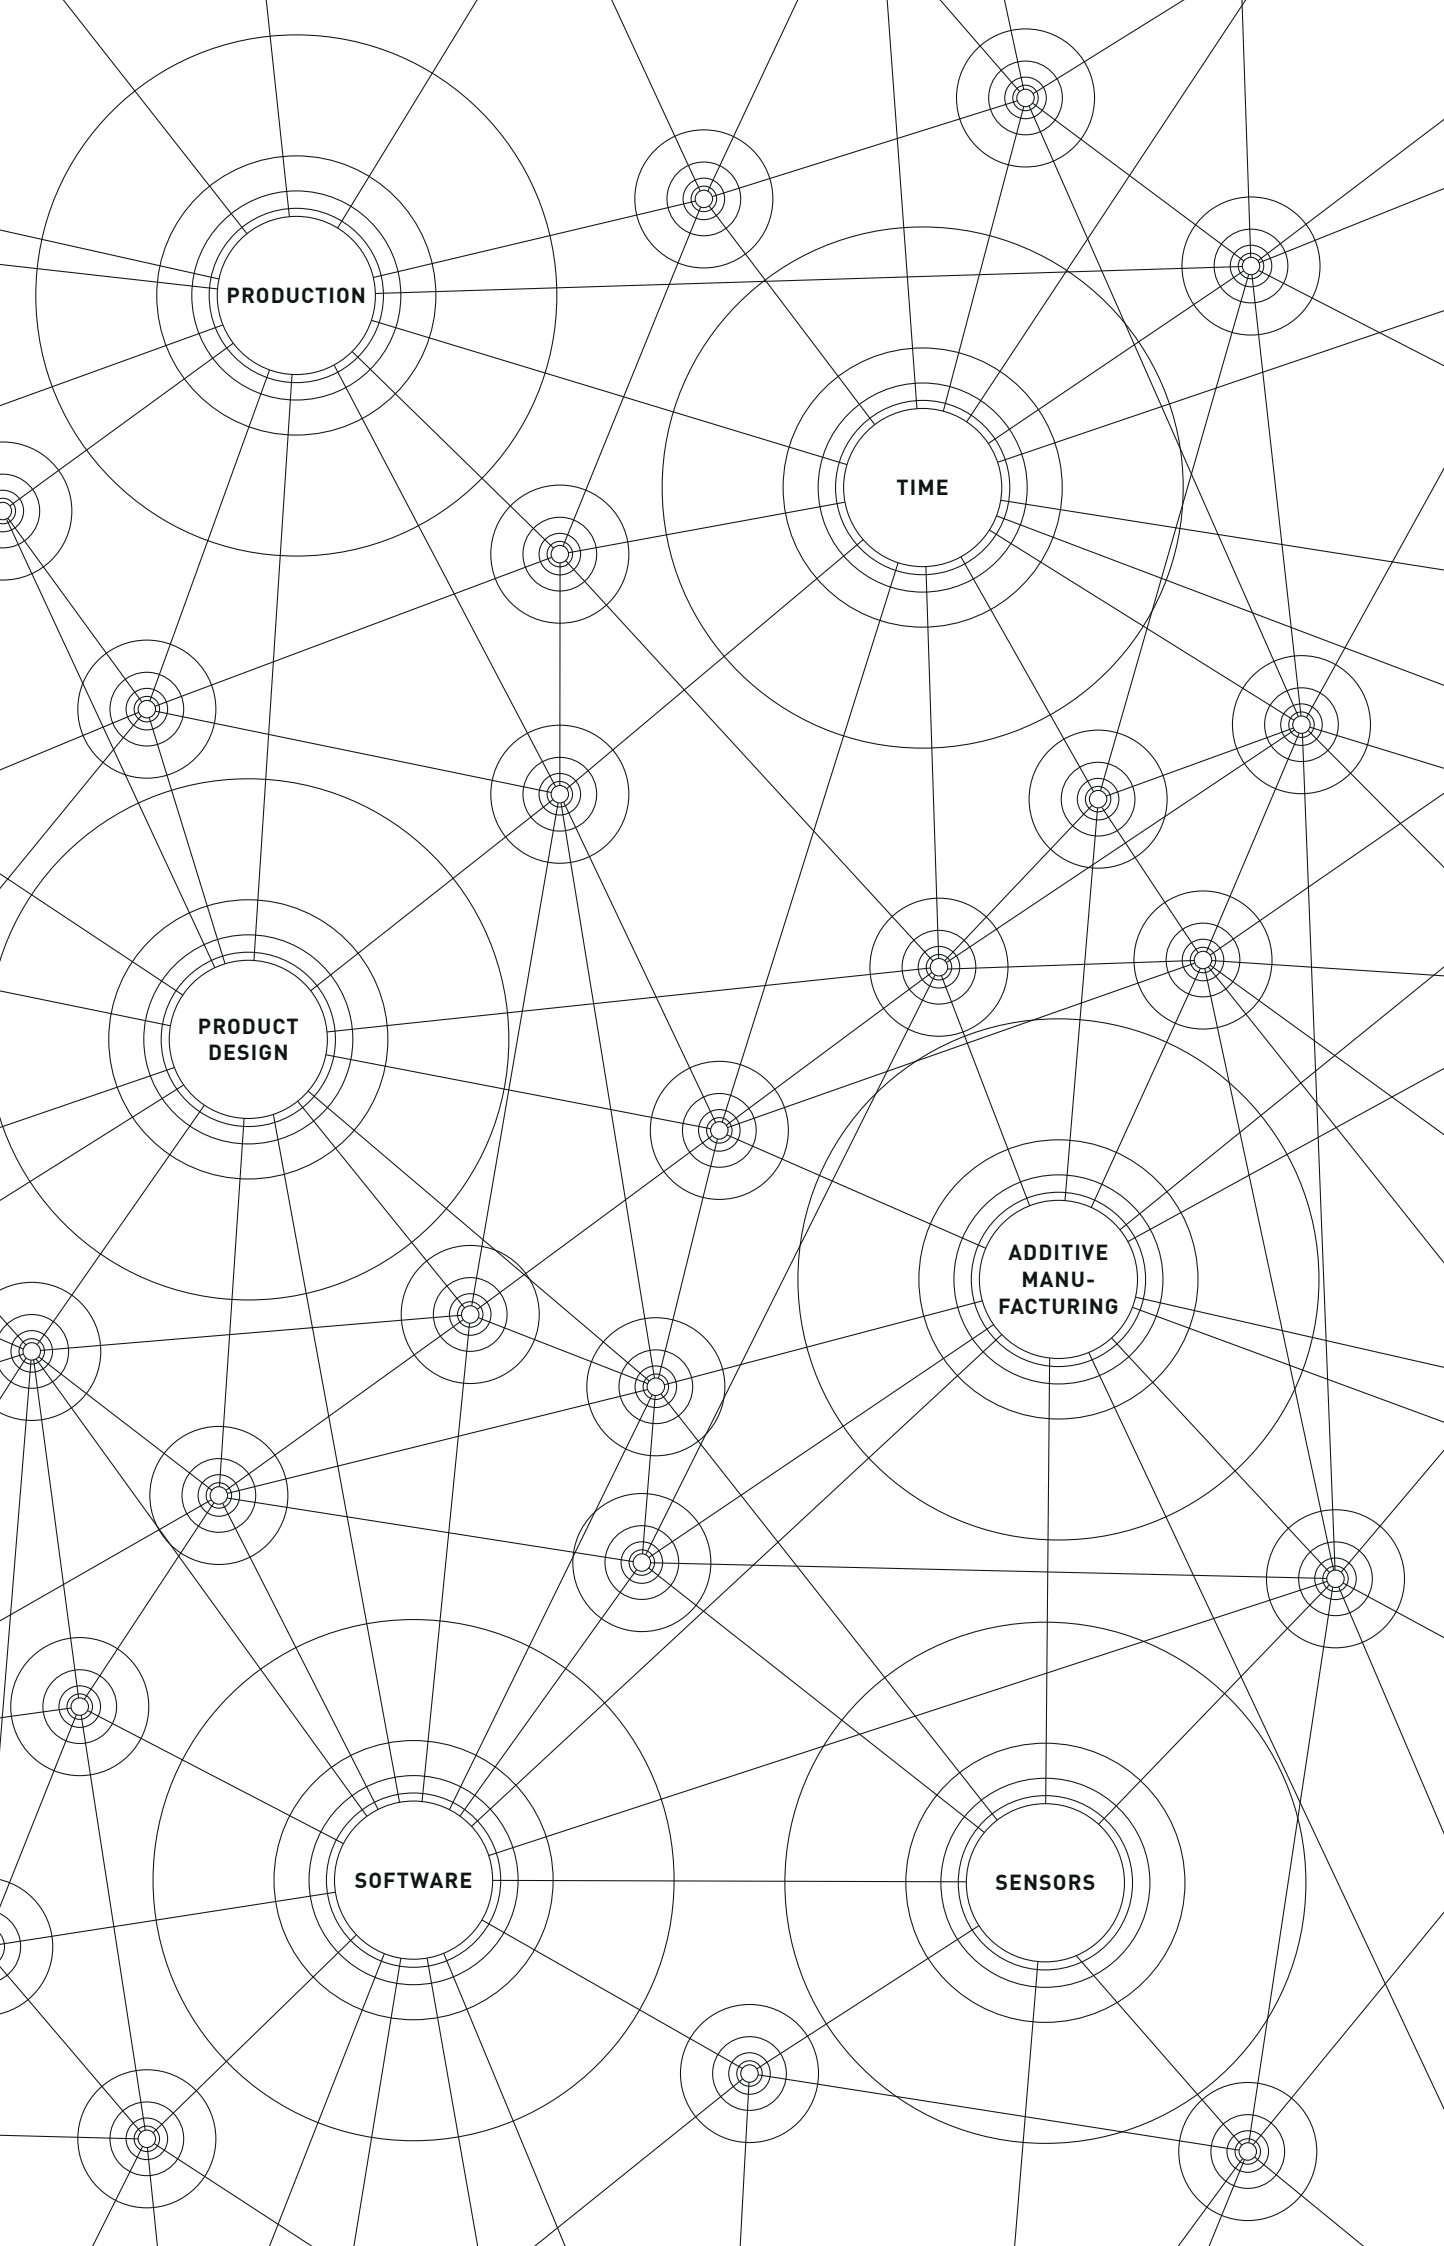 PRODUCTION
TIME
PRODUCT
DESIGN
ADDITIVE
MANU-
FACTURING
SOFTWARE
SENSORS